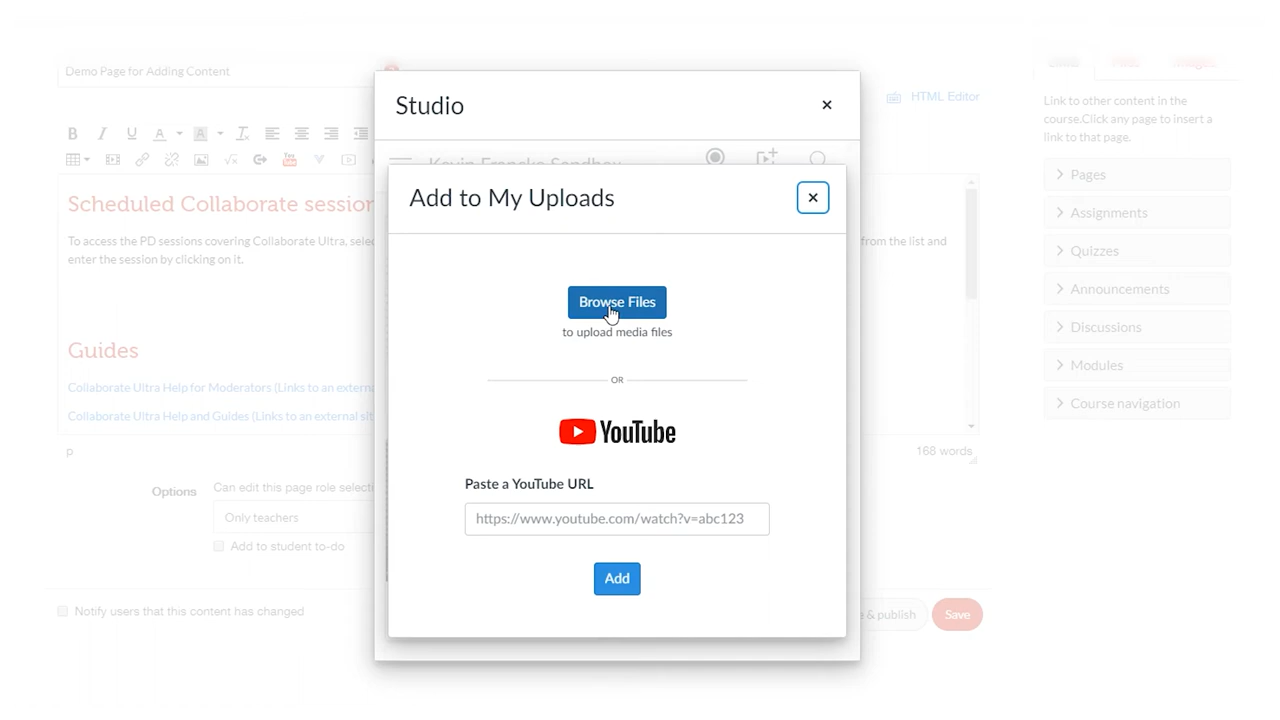 Demo Page for Adding Content
HTML Editor
Link to other content in the
course.Click any page to insert a
link to that page.
Studio
Add to My Uploads
Scheduled Collaborate session
To access the PD sessions covering Collaborate Ultra, selec
from the list and
enter the session by clicking on it.
Pages
Assignments
Quizzes
Announcements
Discussions
Modules
Course navigation
Browse Files
to upload media files
OR
YouTube
Guides
Collaborate Ultra Help for Moderators (Links to an extern
Collaborate Ultra Help and Guides (Links to an external sit
p
168 words
Paste a YouTube URL
https://www.youtube.com/watch?v=abc123
Add
Options
Can edit this page role selecti
Only teachers
Add to student to-do
Notify users that this content has changed
& publish
Save